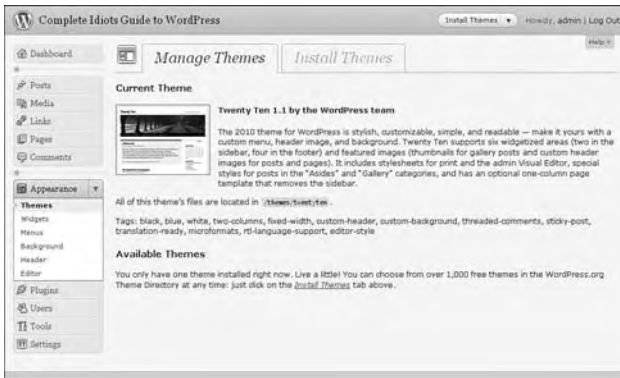 Complete Idiots Guide to WordPress
Install Themes
Howdy, admin | Log Out
Help
Dashboard
Manage Themes
Install Themes
Posts
Media
Links
Pages
Comments
Appearance
Themes
Widgets
Menus
Background
Header
Editor
Plugins
Users
Tools
Settings
Current Theme
Twenty Ten 1.1 by the WordPress team
The 2010 theme for WordPress is stylish, customizable, simple, and readable — make it yours with a
custom menu, header image, and background. Twenty Ten supports six widgetized areas (two in the
sidebar, four in the footer) and featured images (thumbnails for gallery posts and custom header
images for posts and pages). It includes stylesheets for print and the admin Visual Editor, special
styles for posts in the "Asides" and "Gallery" categories, and has an optional one-column page
template that removes the sidebar.
All of this theme's files are located in /themes/twentyten .
Tags: black, blue, white, two-columns, fixed-width, custom-header, custom-background, threaded-comments, sticky-post,
translation-ready, microformats, rtl-language-support, editor-style
Available Themes
You only have one theme installed right now. Live a little! You can choose from over 1,000 free themes in the WordPress.org
Theme Directory at any time: just click on the Install Themes tab above.